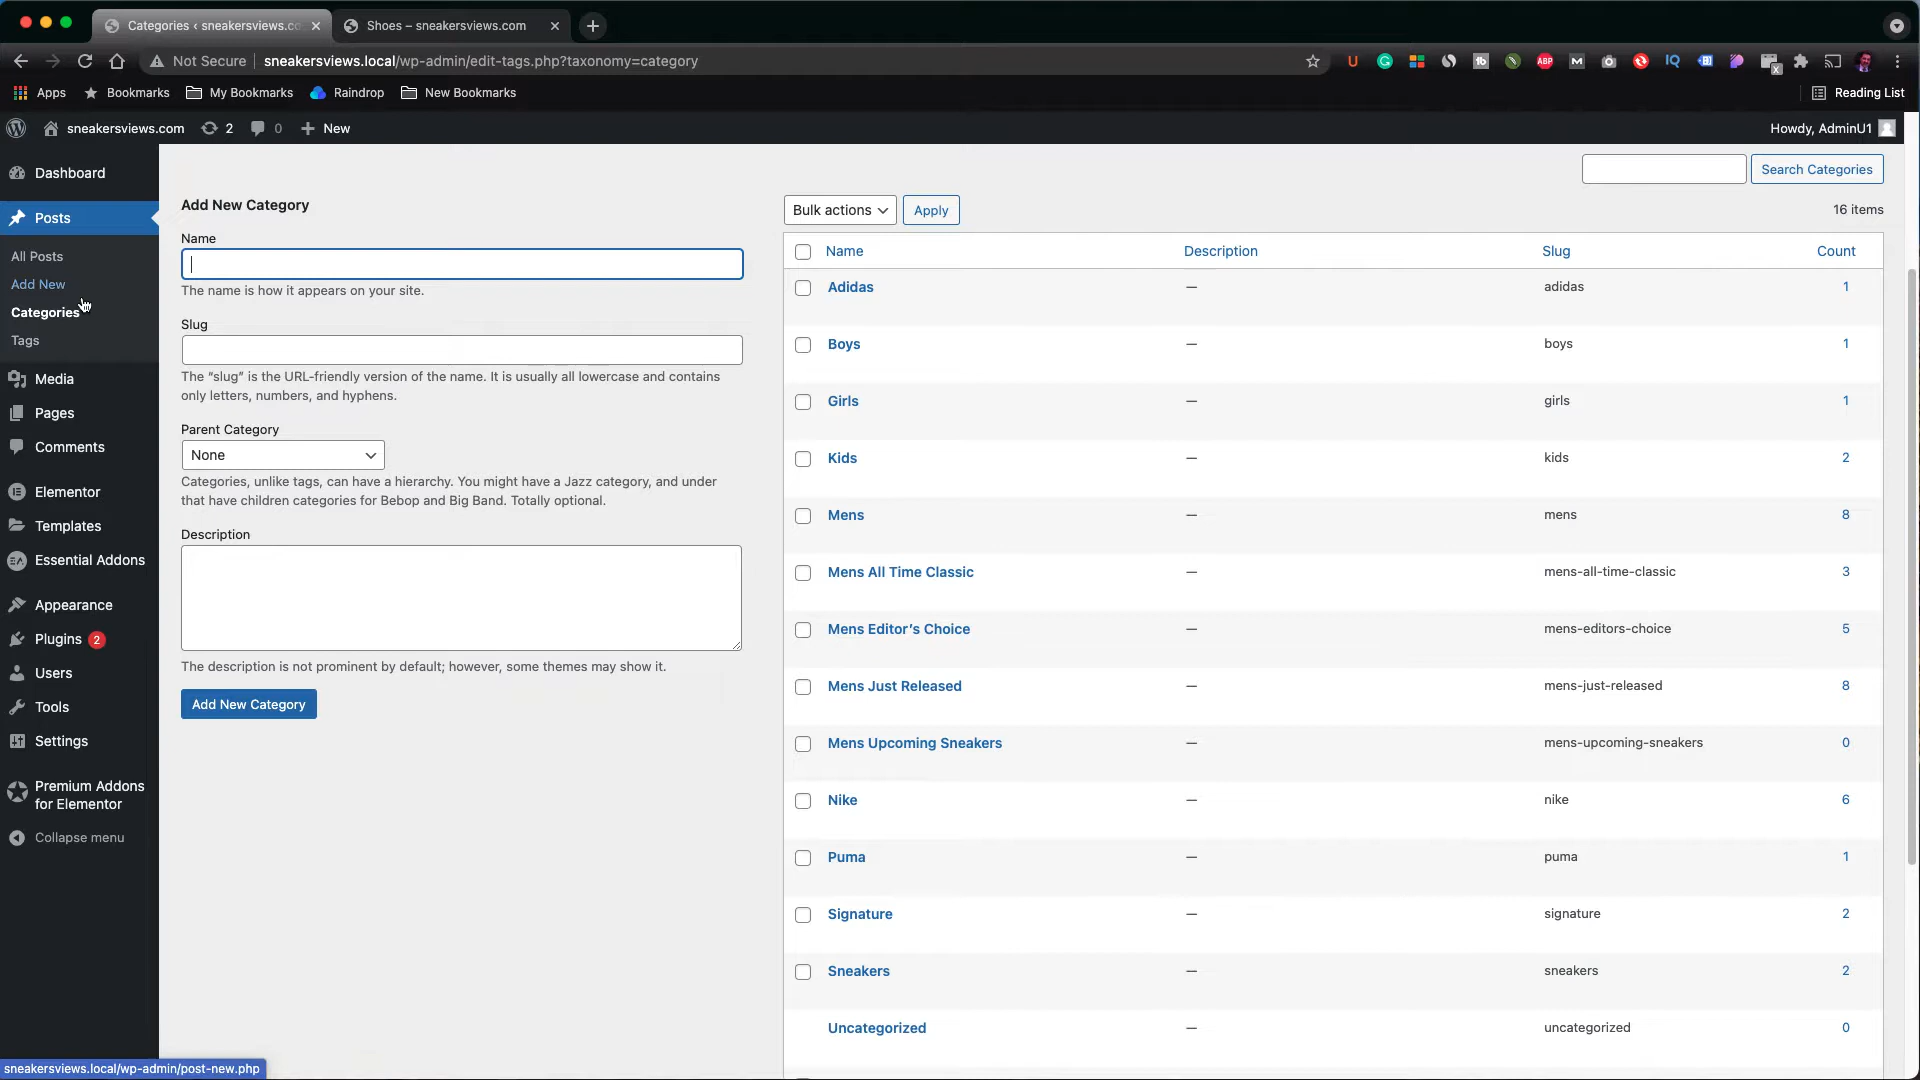 Categories ‹ sneakersviews.co
Shoes – sneakersviews.com
Not Secure
sneakersviews.local/wp-admin/edit-tags.php?taxonomy=category
Apps
Bookmarks
My Bookmarks
Raindrop
New Bookmarks
Reading List
sneakersviews.com
2
0
New
Howdy, AdminU1
Dashboard
Posts
All Posts
Add New
Categories
Tags
Media
Pages
Comments
Elementor
Templates
Essential Addons
Appearance
Plugins 2
Users
Tools
Settings
Premium Addons
for Elementor
Collapse menu
Add New Category
Name
The name is how it appears on your site.
Slug
The “slug” is the URL-friendly version of the name. It is usually all lowercase and contains
only letters, numbers, and hyphens.
Parent Category
None
Categories, unlike tags, can have a hierarchy. You might have a Jazz category, and under
that have children categories for Bebop and Big Band. Totally optional.
Description
The description is not prominent by default; however, some themes may show it.
Add New Category
Search Categories
Bulk actions
Apply
16 items
Name Description Slug Count
Adidas — adidas 1
Boys — boys 1
Girls — girls 1
Kids — kids 2
Mens — mens 8
Mens All Time Classic — mens-all-time-classic 3
Mens Editor’s Choice — mens-editors-choice 5
Mens Just Released — mens-just-released 8
Mens Upcoming Sneakers — mens-upcoming-sneakers 0
Nike — nike 6
Puma — puma 1
Signature — signature 2
Sneakers — sneakers 2
Uncategorized — uncategorized 0
sneakersviews.local/wp-admin/post-new.php